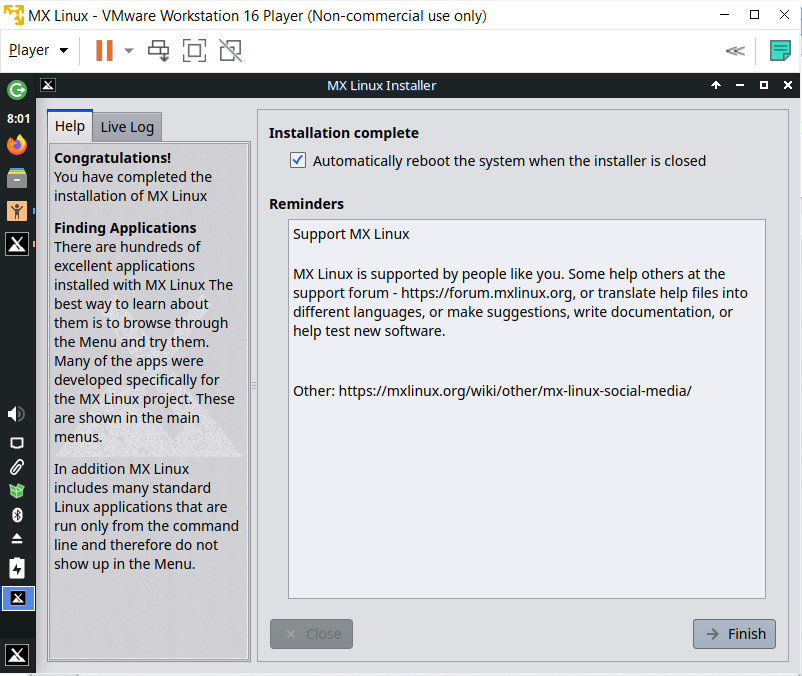 MX Linux - VMware Workstation 16 Player (Non-commercial use only)
Player
MX Linux Installer
8:01
Help
Live Log
Congratulations!
You have completed the
installation of MX Linux
Finding Applications
There are hundreds of
excellent applications
installed with MX Linux The
best way to learn about
them is to browse through
the Menu and try them.
Many of the apps were
developed specifically for
the MX Linux project. These
are shown in the main
menus.
In addition MX Linux
includes many standard
Linux applications that are
run only from the command
line and therefore do not
show up in the Menu.
Installation complete
Automatically reboot the system when the installer is closed
Reminders
Support MX Linux
MX Linux is supported by people like you. Some help others at the
support forum - https://forum.mxlinux.org, or translate help files into
different languages, or make suggestions, write documentation, or
help test new software.
Other: https://mxlinux.org/wiki/other/mx-linux-social-media/
Close
Finish